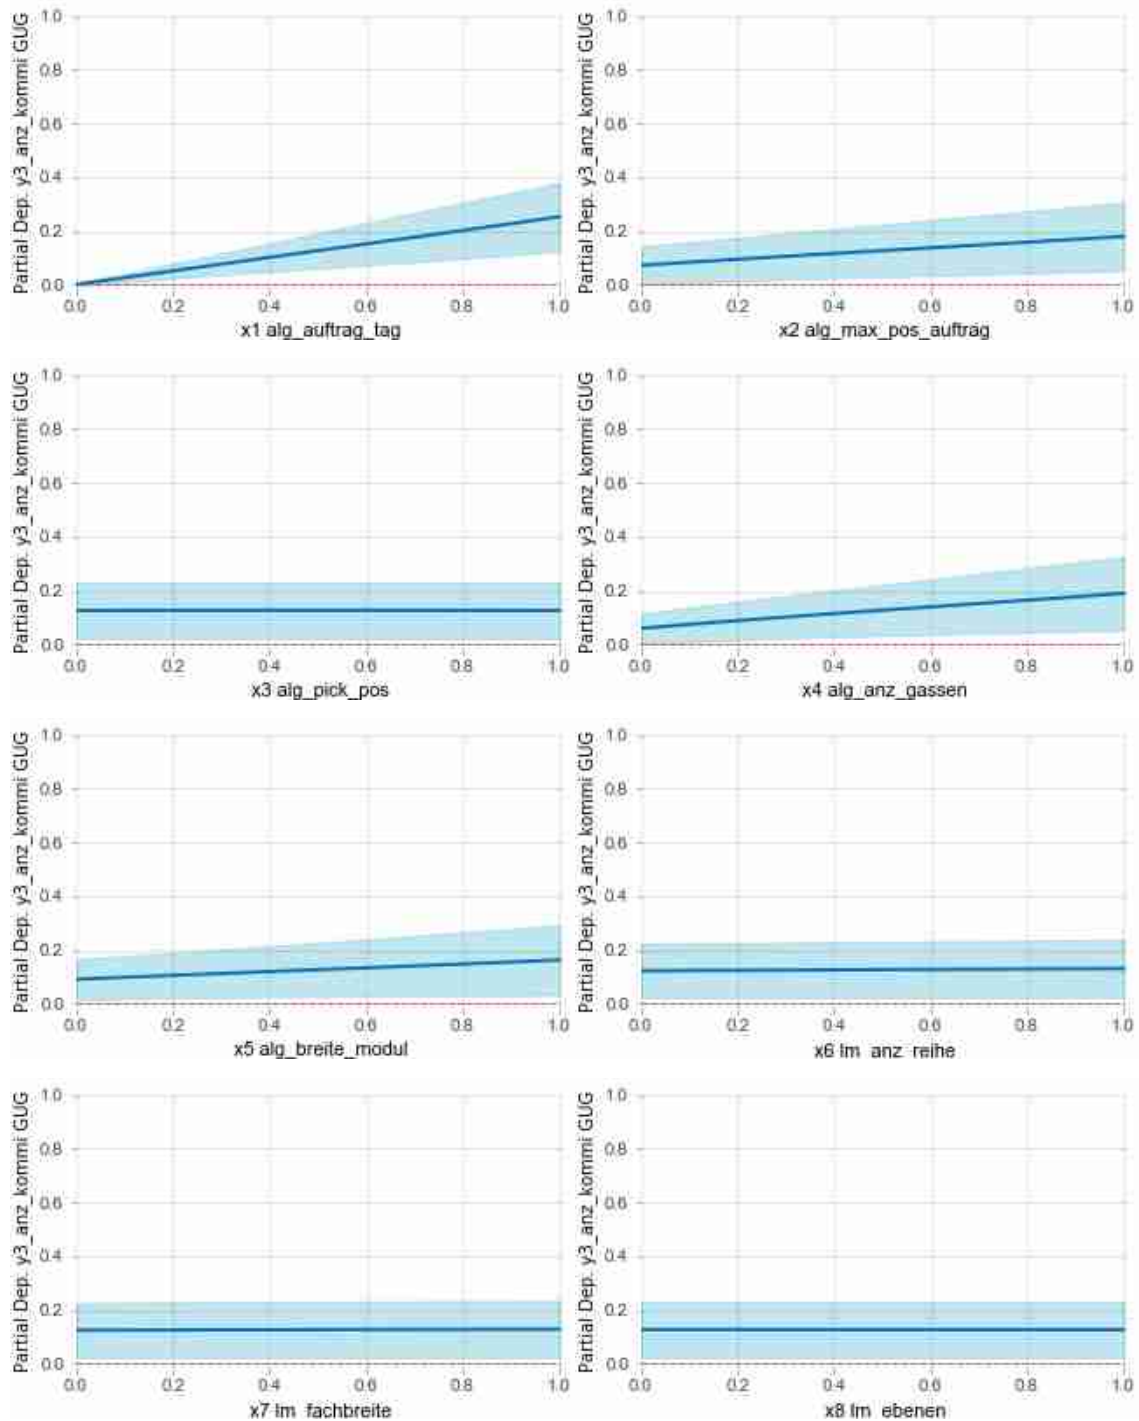 Partial Dep. y3_anz_kommi GUG
1.0
0.8
0.6
0.4
0.2
0.0
0.0 0.2 0.4 0.6 0.8 1.0
x1 alg_auftrag_tag
Partial Dep. y3_anz_kommi GUG
1.0
0.8
0.6
0.4
0.2
0.0
0.0 0.2 0.4 0.6 0.8 1.0
x2 alg_max_pos_auftrag
Partial Dep. y3_anz_kommi GUG
1.0
0.8
0.6
0.4
0.2
0.0
0.0 0.2 0.4 0.6 0.8 1.0
x3 alg_pick_pos
Partial Dep. y3_anz_kommi GUG
1.0
0.8
0.6
0.4
0.2
0.0
0.0 0.2 0.4 0.6 0.8 1.0
x4 alg_anz_gassen
Partial Dep. y3_anz_kommi GUG
1.0
0.8
0.6
0.4
0.2
0.0
0.0 0.2 0.4 0.6 0.8 1.0
x5 alg_breite_modul
Partial Dep. y3_anz_kommi GUG
1.0
0.8
0.6
0.4
0.2
0.0
0.0 0.2 0.4 0.6 0.8 1.0
x6 lm_anz_reihe
Partial Dep. y3_anz_kommi GUG
1.0
0.8
0.6
0.4
0.2
0.0
0.0 0.2 0.4 0.6 0.8 1.0
x7 lm_fachbreite
Partial Dep. y3_anz_kommi GUG
1.0
0.8
0.6
0.4
0.2
0.0
0.0 0.2 0.4 0.6 0.8 1.0
x8 lm_ebenen